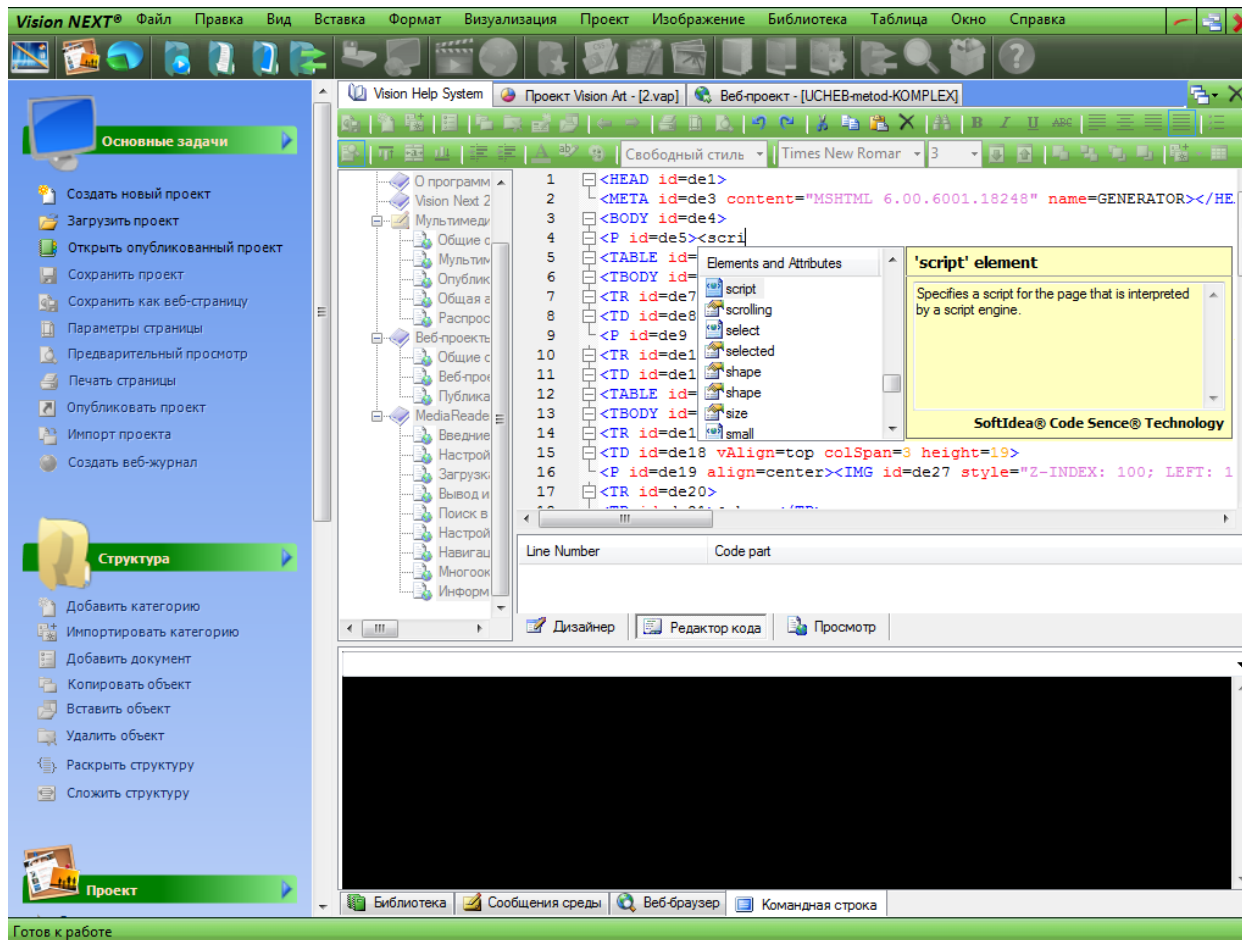 Vision NEXT® Файл Правка Вид Вставка Формат Визуализация Проект Изображение Библиотека Таблица Окно Справка
Vision Help System Проект Vision Art - [2.vap] Веб-проект - [UCHEB-metod-KOMPLEX]
B I U ABC
Свободный стиль Times New Romar 3
Основные задачи
Создать новый проект
Загрузить проект
Открыть опубликованный проект
Сохранить проект
Сохранить как веб-страницу
Параметры страницы
Предварительный просмотр
Печать страницы
Опубликовать проект
Импорт проекта
Создать веб-журнал
Структура
Добавить категорию
Импортировать категорию
Добавить документ
Копировать объект
Вставить объект
Удалить объект
Раскрыть структуру
Сложить структуру
Проект
О программ
Vision Next 2
Мультимеди
Общие с
Мультим
Опублик
Общая а
Распрос
Веб-проекть
Общие с
Веб-прое
Публика
MediaReade
Введние
Настрой
Загрузка
Вывод и
Поиск в
Настрой
Навигац
Многоок
Информ
1 <HEAD id=de1>
2 <META id=de3 content="MSHTML 6.00.6001.18248" name=GENERATOR></HE
3 <BODY id=de4>
4 <P id=de5><scri
5 <TABLE id=
6 <TBODY id=
7 <TR id=de7
8 <TD id=de8
9 <P id=de9
10 <TR id=de1
11 <TD id=de1
12 <TABLE id=
13 <TBODY id=
14 <TR id=de1
15 <TD id=de18 vAlign=top colSpan=3 height=19>
16 <P id=de19 align=center><IMG id=de27 style="Z-INDEX: 100; LEFT: 1
17 <TR id=de20>
Elements and Attributes
script
scrolling
select
selected
shape
shape
size
small
'script' element
Specifies a script for the page that is interpreted
by a script engine.
SoftIdea® Code Sence® Technology
Line Number Code part
Дизайнер Редактор кода Просмотр
Библиотека Сообщения среды Веб-браузер Командная строка
Готов к работе